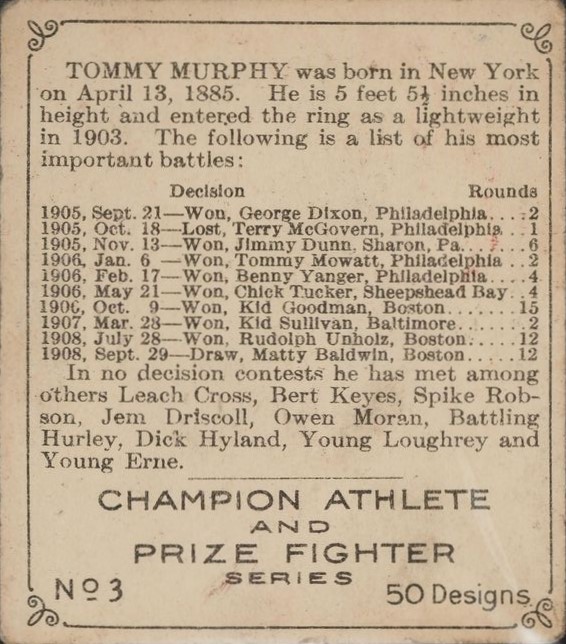 TOMMY MURPHY was born in New York
on April 13, 1885. He is 5 feet 5½ inches in
height and entered the ring as a lightweight
in 1903. The following is a list of his most
important battles:
Decision Rounds
1905, Sept. 21—Won, George Dixon, Philadelphia....2
1905, Oct. 18—Lost, Terry McGovern, Philadelphia . 1
1905, Nov. 13—Won, Jimmy Dunn, Sharon, Pa.......6
1906, Jan. 6 —Won, Tommy Mowatt, Philadelphia . 2
1906, Feb. 17—Won, Benny Yanger, Philadelphia....4
1906, May 21—Won, Chick Tucker, Sheepshead Bay..4
1906, Oct. 9—Won, Kid Goodman, Boston.......15
1907, Mar. 28—Won, Kid Sullivan, Baltimore.......2
1908, July 28—Won, Rudolph Unholz, Boston.....12
1908, Sept. 29—Draw, Matty Baldwin, Boston.....12
In no decision contests he has met among
others Leach Cross, Bert Keyes, Spike Rob-
son, Jem Driscoll, Owen Moran, Battling
Hurley, Dick Hyland, Young Loughrey and
Young Erne.
CHAMPION ATHLETE
AND
PRIZE FIGHTER
SERIES
No 3 50 Designs